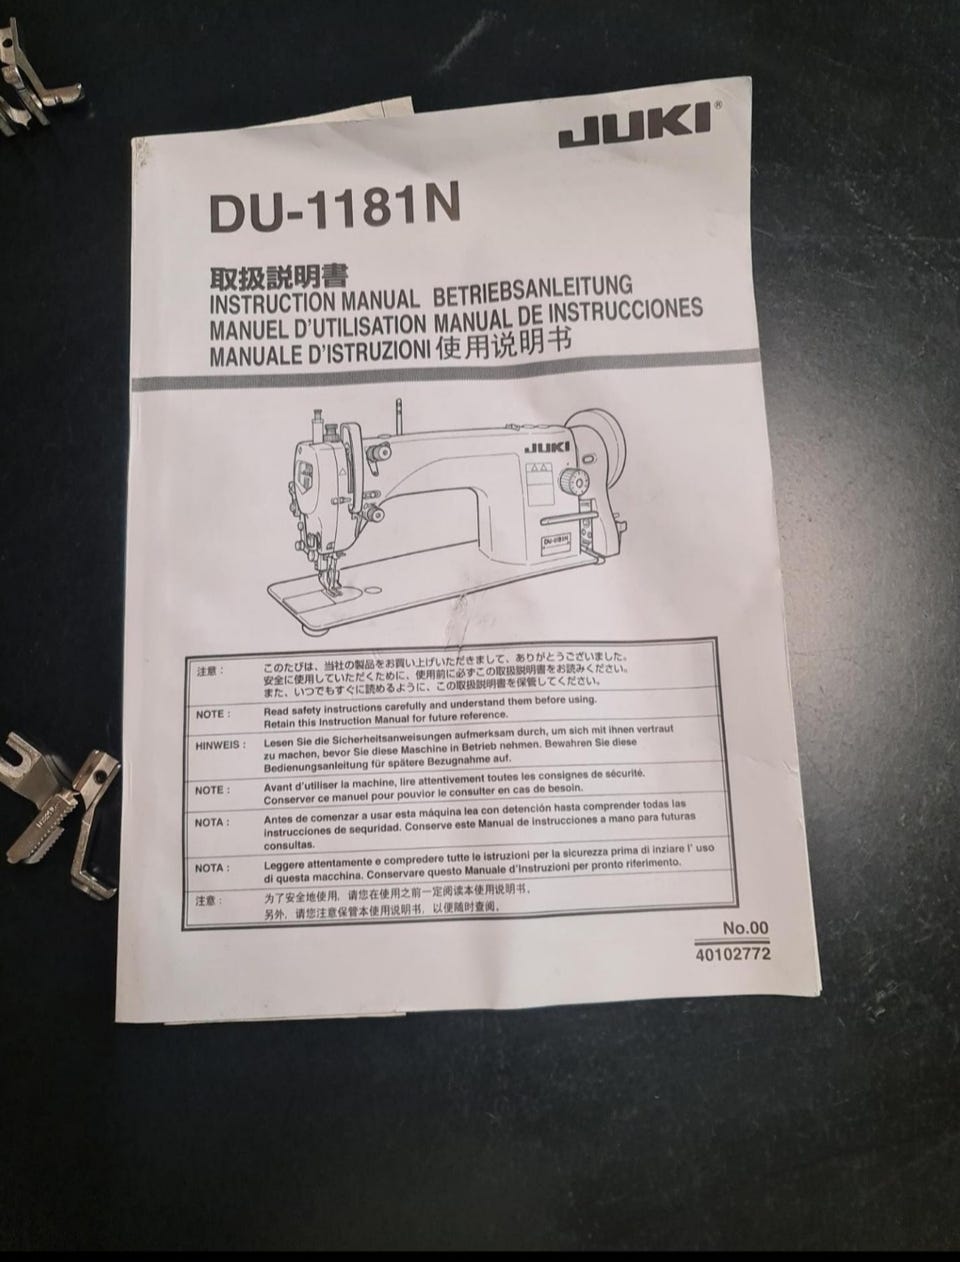 JUKI®
DU-1181N
取扱説明書
INSTRUCTION MANUAL BETRIEBSANLEITUNG
MANUEL D'UTILISATION MANUAL DE INSTRUCCIONES
MANUALE D'ISTRUZIONI 使用说明书
JUKI
DU-1181N
注意： このたびは、当社の製品をお買い上げいただきまして、ありがとうございました。
安全に使用していただくために、使用前に必ずこの取扱説明書をお読みください。
また、いつでもすぐに読めるように、この取扱説明書を保管してください。
NOTE : Read safety instructions carefully and understand them before using.
Retain this Instruction Manual for future reference.
HINWEIS : Lesen Sie die Sicherheitsanweisungen aufmerksam durch, um sich mit ihnen vertraut
zu machen, bevor Sie diese Maschine in Betrieb nehmen. Bewahren Sie diese
Bedienungsanleitung für spätere Bezugnahme auf.
NOTE : Avant d'utiliser la machine, lire attentivement toutes les consignes de sécurité.
Conserver ce manuel pour pouvior le consulter en cas de besoin.
NOTA : Antes de comenzar a usar esta máquina lea con detención hasta comprender todas las
instrucciones de sequridad. Conserve este Manual de instrucciones a mano para futuras
consultas.
NOTA : Leggere attentamente e compredere tutte le istruzioni per la sicurezza prima di inziare l' uso
di questa macchina. Conservare questo Manuale d'Instruzioni per pronto riferimento.
注意： 为了安全地使用，请您在使用之前一定阅读本使用说明书。
另外，请您注意保管本使用说明书，以便随时查阅。
No.00
40102772